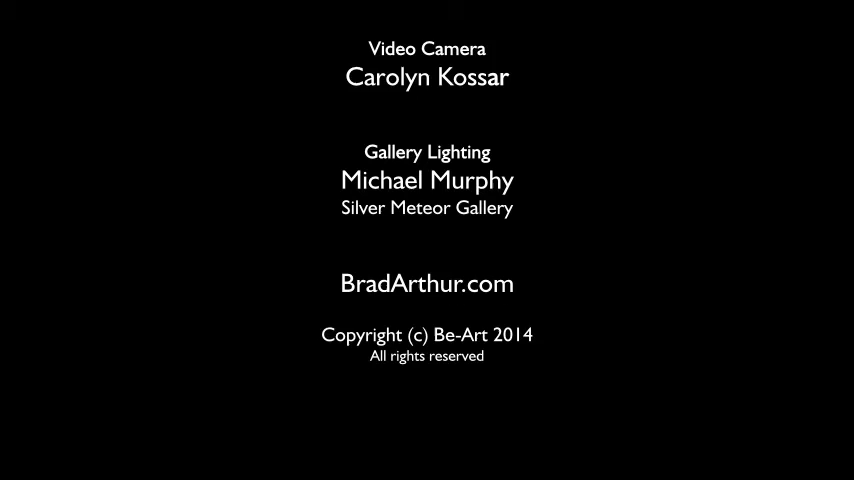 Video Camera
Carolyn Kossar
Gallery Lighting
Michael Murphy
Silver Meteor Gallery
BradArthur.com
Copyright (c) Be-Art 2014
All rights reserved